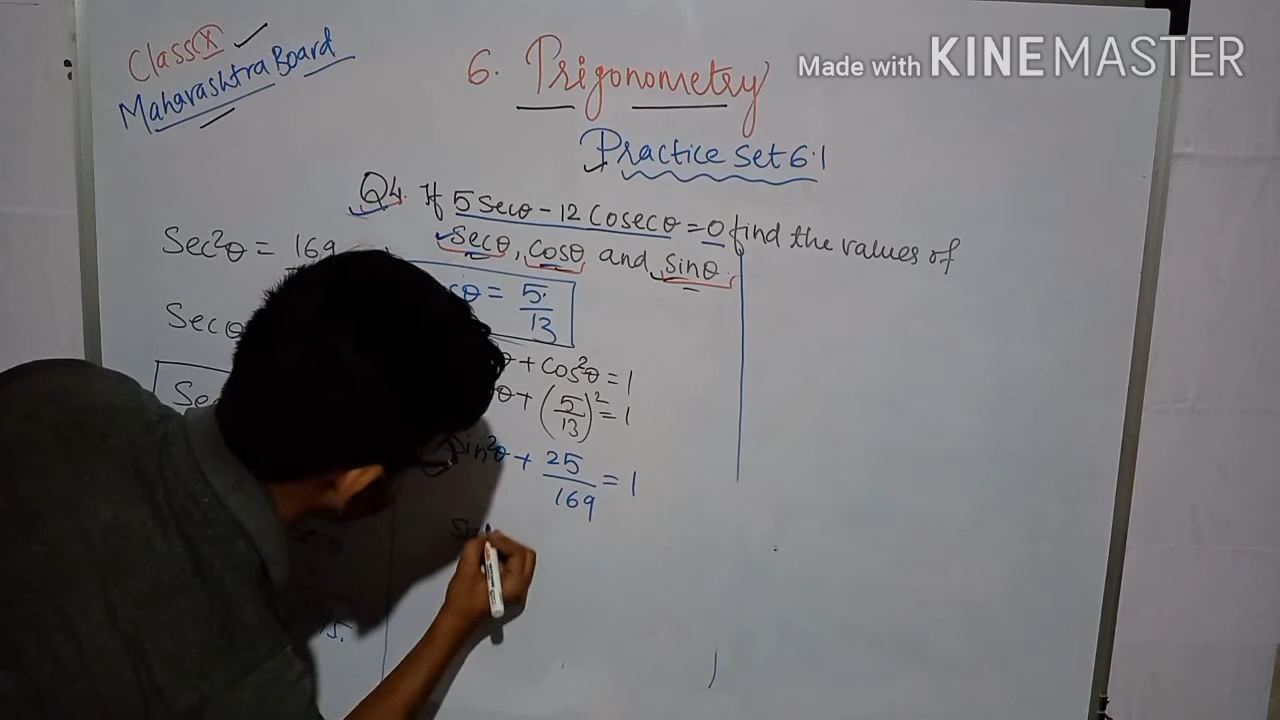 Class X
Maharashtra Board
Made with KINEMASTER
6. Trigonometry
Practice Set 6.1
Q4. If 5 Secθ - 12 Cosecθ = 0 find the values of
Secθ, Cosθ and Sinθ.
Sec²θ = 169
Secθ
θ = 5/13
θ + Cos²θ = 1
θ + (5/13)² = 1
Sin²θ + 25/169 = 1